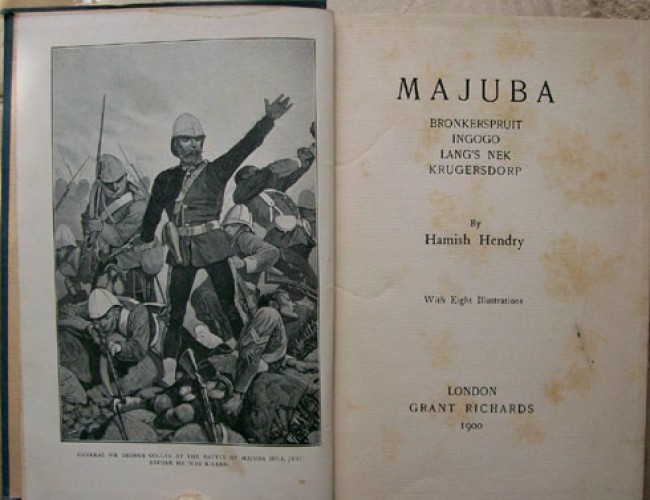 GENERAL SIR GEORGE COLLEY AT THE BATTLE OF MAJUBA HILL JUST
BEFORE HE WAS KILLED.
MAJUBA
BRONKERSPRUIT
INGOGO
LANG'S NEK
KRUGERSDORP
By
Hamish Hendry
With Eight Illustrations
LONDON
GRANT RICHARDS
1900